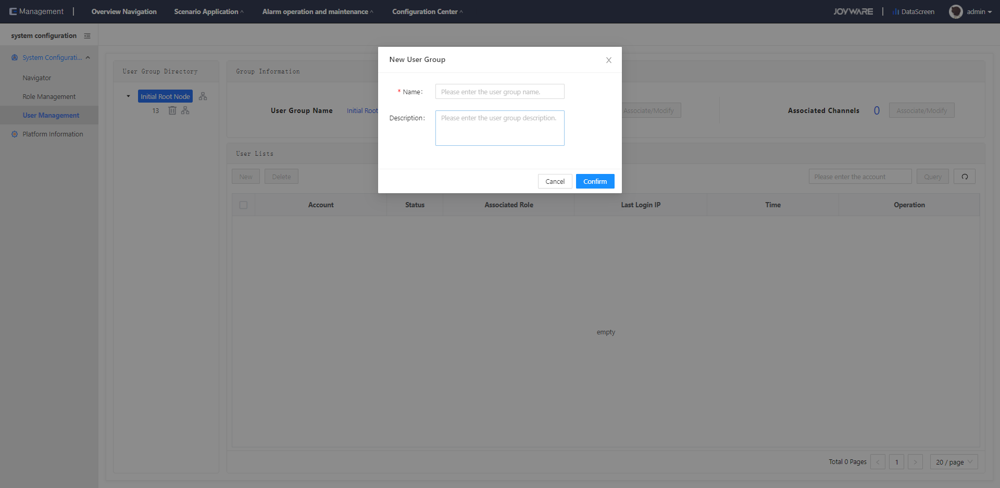 Management
Overview Navigation
Scenario Application
Alarm operation and maintenance
Configuration Center
JOYWARE
DataScreen
admin
system configuration
System Configurati...
Navigator
Role Management
User Management
Platform Information
User Group Directory
Initial Root Node
13
Group Information
User Group Name
Initial Root
Associate/Modify
Associated Channels
0
Associate/Modify
New User Group
* Name:
Please enter the user group name.
Description:
Please enter the user group description.
Cancel
Confirm
User Lists
New
Delete
Please enter the account
Query
Account
Status
Associated Role
Last Login IP
Time
Operation
empty
Total 0 Pages
<
1
>
20 / page